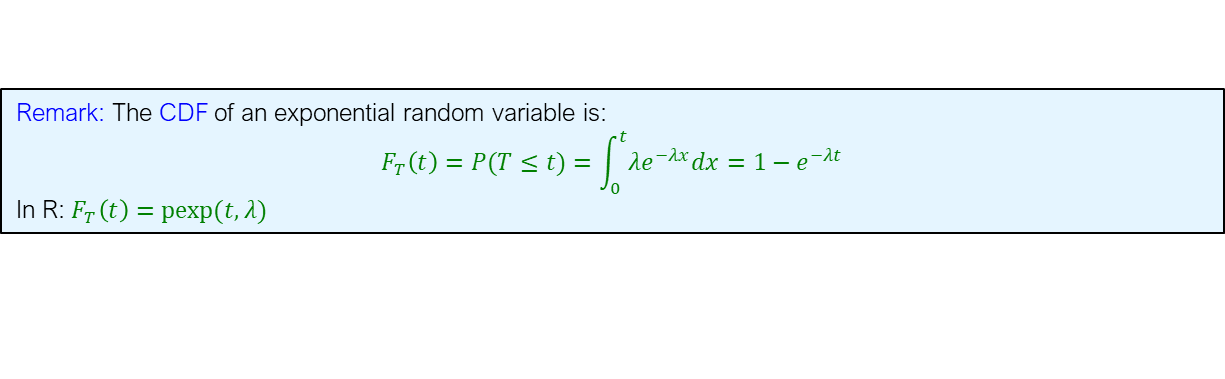 Remark: The CDF of an exponential random variable is:
F_T(t) = P(T ≤ t) = ∫_0^t λe^{−λx} dx = 1 − e^{−λt}
In R: F_T(t) = pexp(t, λ)